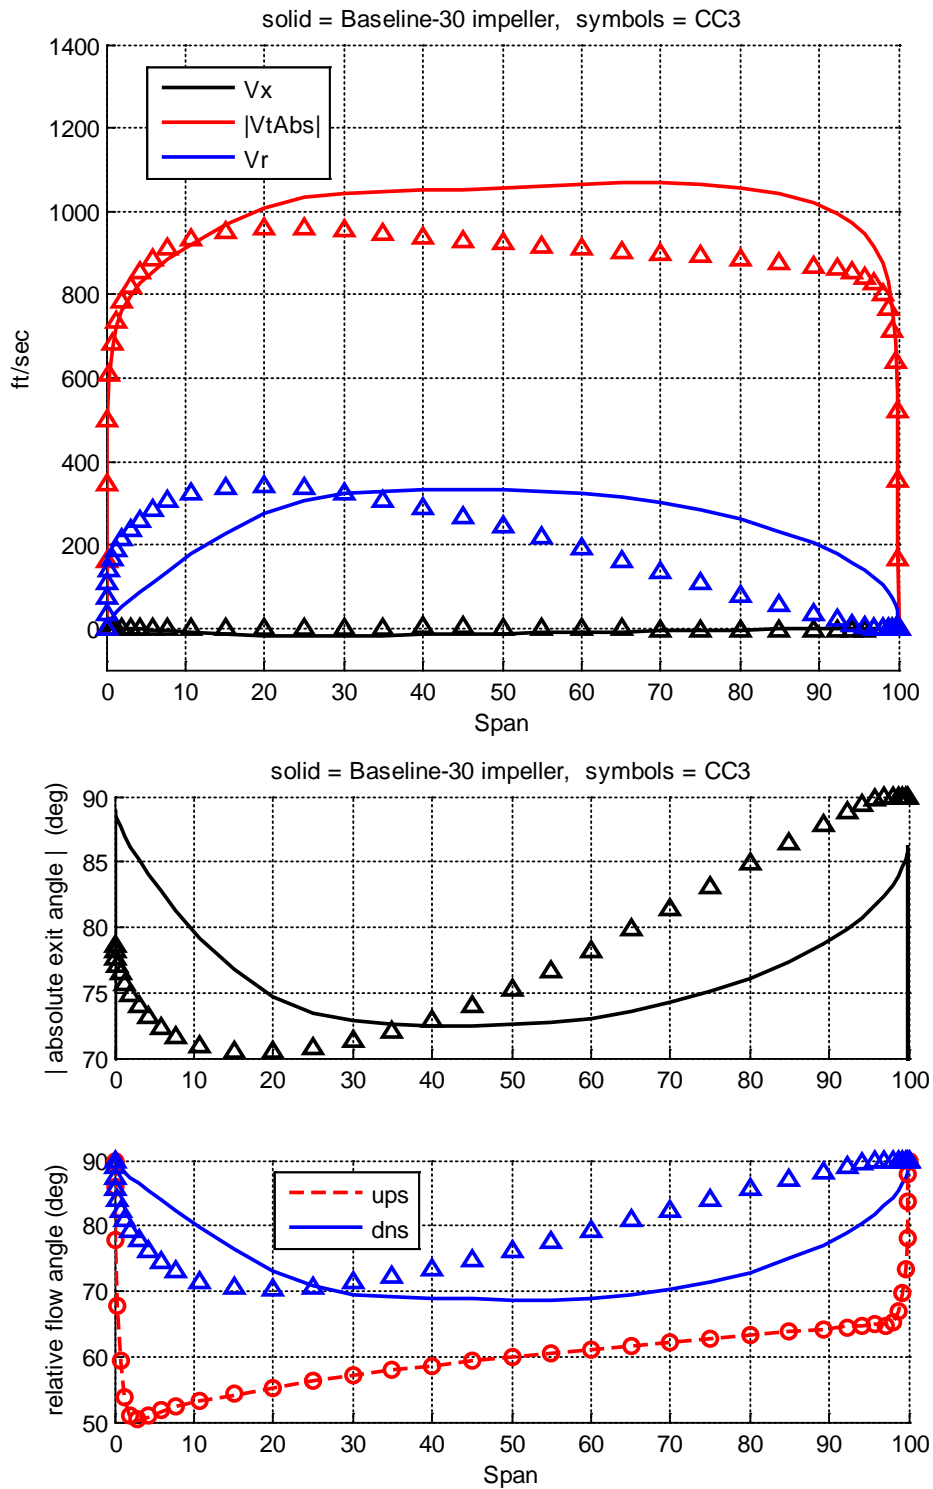 solid = Baseline-30 impeller,  symbols = CC3
1400
1200
1000
800
600
400
200
0
ft/sec
Vx
|VtAbs|
Vr
0 10 20 30 40 50 60 70 80 90 100
Span
solid = Baseline-30 impeller,  symbols = CC3
90
85
80
75
70
| absolute exit angle | (deg)
0 10 20 30 40 50 60 70 80 90 100
90
80
70
60
50
relative flow angle (deg)
ups
dns
0 10 20 30 40 50 60 70 80 90 100
Span